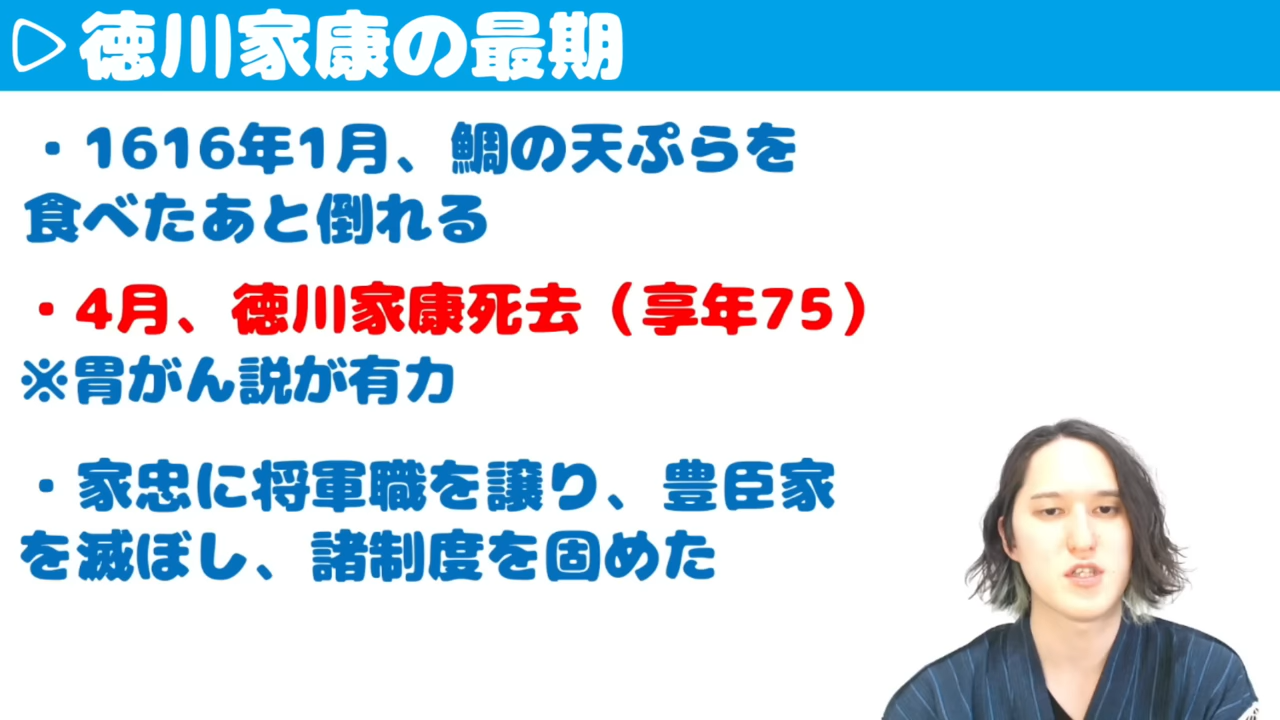 徳川家康の最期
・1616年1月、鯛の天ぷらを
食べたあと倒れる
・4月、徳川家康死去（享年75）
※胃がん説が有力
・家忠に将軍職を譲り、豊臣家
を滅ぼし、諸制度を固めた